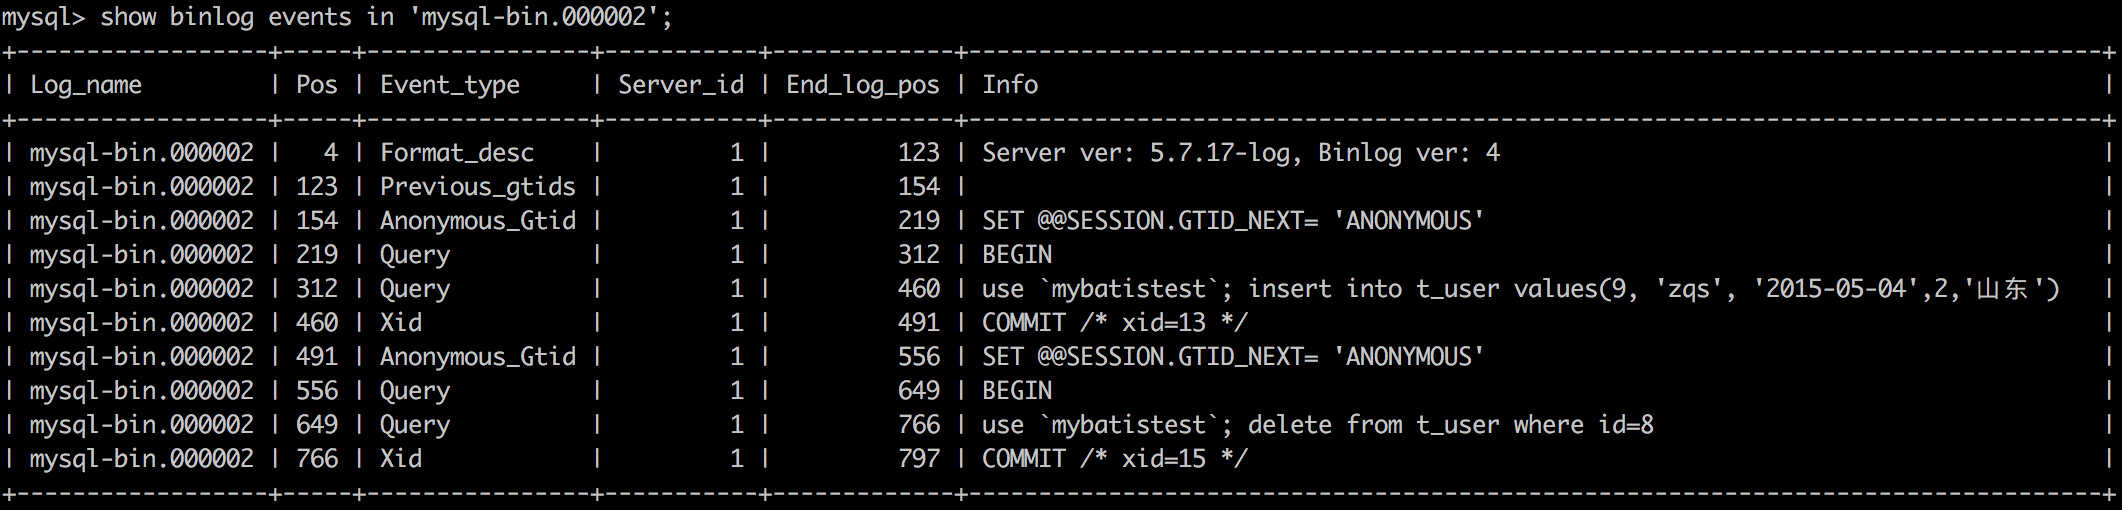 mysql> show binlog events in 'mysql-bin.000002';
+------------------+-----+----------------+-----------+-------------+---------------------------------------------------------------------------------+
| Log_name         | Pos | Event_type     | Server_id | End_log_pos | Info                                                                            |
+------------------+-----+----------------+-----------+-------------+---------------------------------------------------------------------------------+
| mysql-bin.000002 |   4 | Format_desc    |         1 |         123 | Server ver: 5.7.17-log, Binlog ver: 4                                           |
| mysql-bin.000002 | 123 | Previous_gtids |         1 |         154 |                                                                                 |
| mysql-bin.000002 | 154 | Anonymous_Gtid |         1 |         219 | SET @@SESSION.GTID_NEXT= 'ANONYMOUS'                                            |
| mysql-bin.000002 | 219 | Query          |         1 |         312 | BEGIN                                                                           |
| mysql-bin.000002 | 312 | Query          |         1 |         460 | use `mybatistest`; insert into t_user values(9, 'zqs', '2015-05-04',2,'山东')   |
| mysql-bin.000002 | 460 | Xid            |         1 |         491 | COMMIT /* xid=13 */                                                             |
| mysql-bin.000002 | 491 | Anonymous_Gtid |         1 |         556 | SET @@SESSION.GTID_NEXT= 'ANONYMOUS'                                            |
| mysql-bin.000002 | 556 | Query          |         1 |         649 | BEGIN                                                                           |
| mysql-bin.000002 | 649 | Query          |         1 |         766 | use `mybatistest`; delete from t_user where id=8                                |
| mysql-bin.000002 | 766 | Xid            |         1 |         797 | COMMIT /* xid=15 */                                                             |
+------------------+-----+----------------+-----------+-------------+---------------------------------------------------------------------------------+